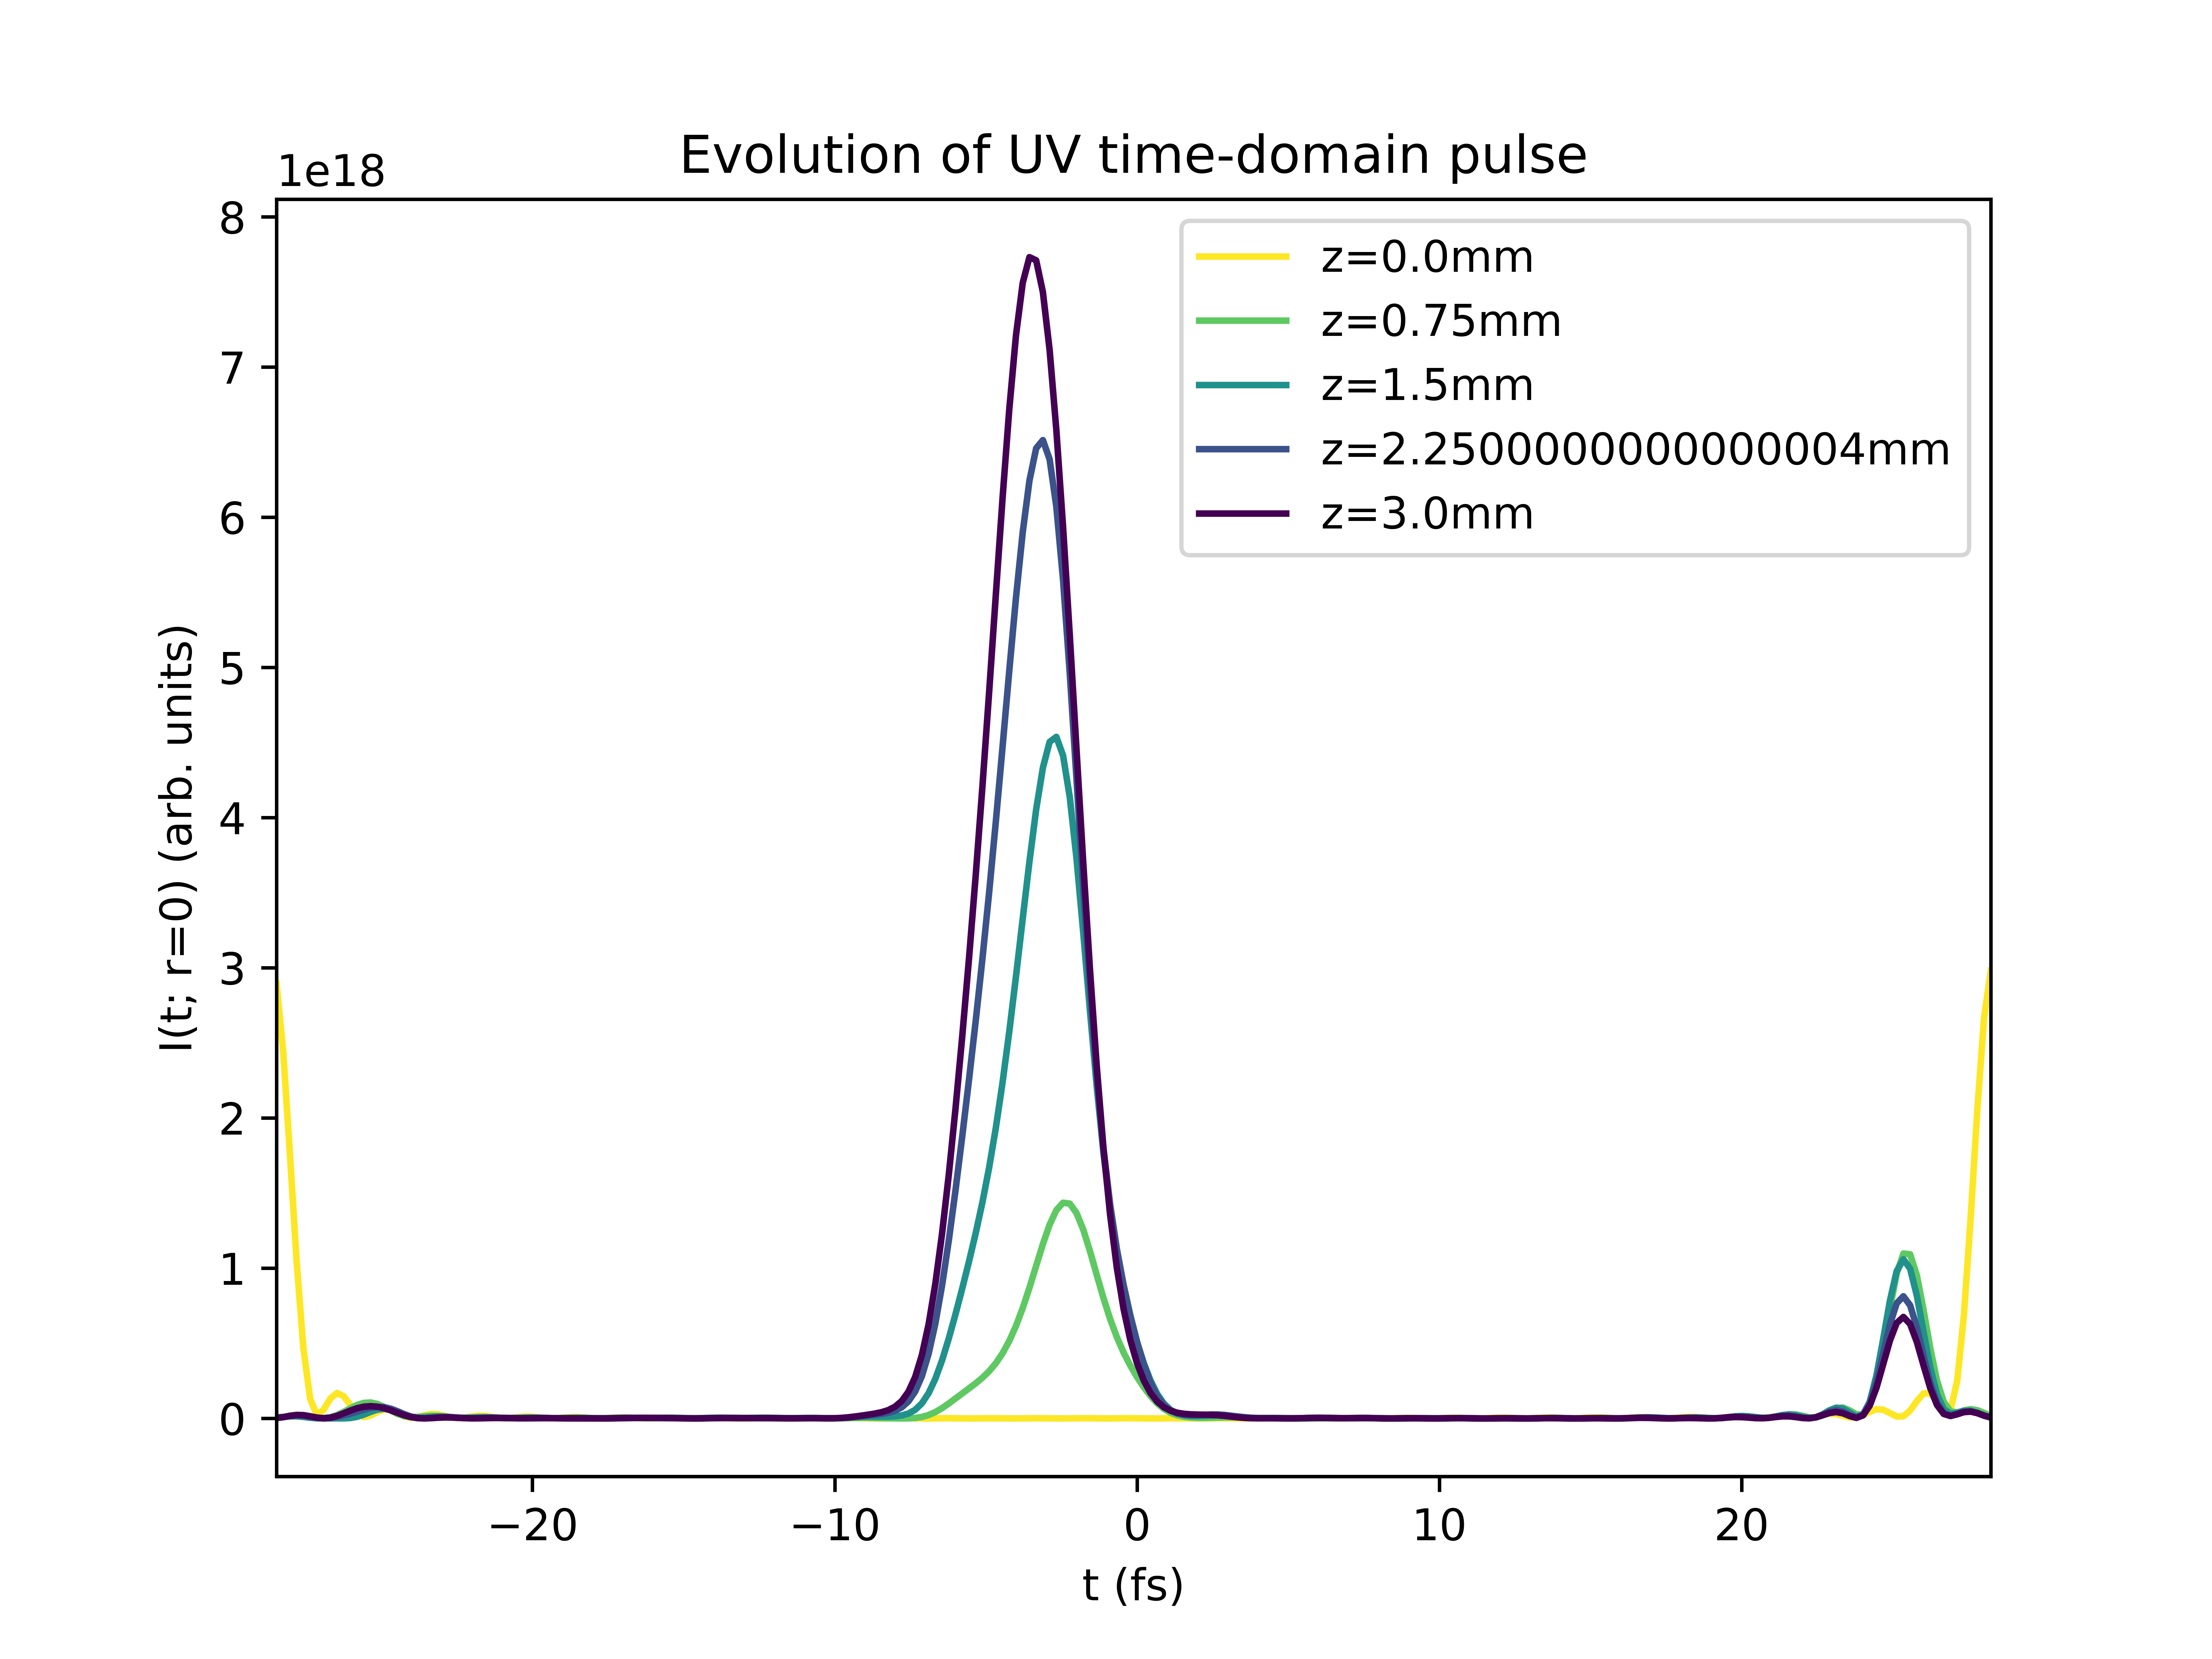 Evolution of UV time-domain pulse
1e18
8
7
6
5
4
3
2
1
0
I(t; r=0) (arb. units)
z=0.0mm
z=0.75mm
z=1.5mm
z=2.2500000000000004mm
z=3.0mm
−20 −10 0 10 20
t (fs)